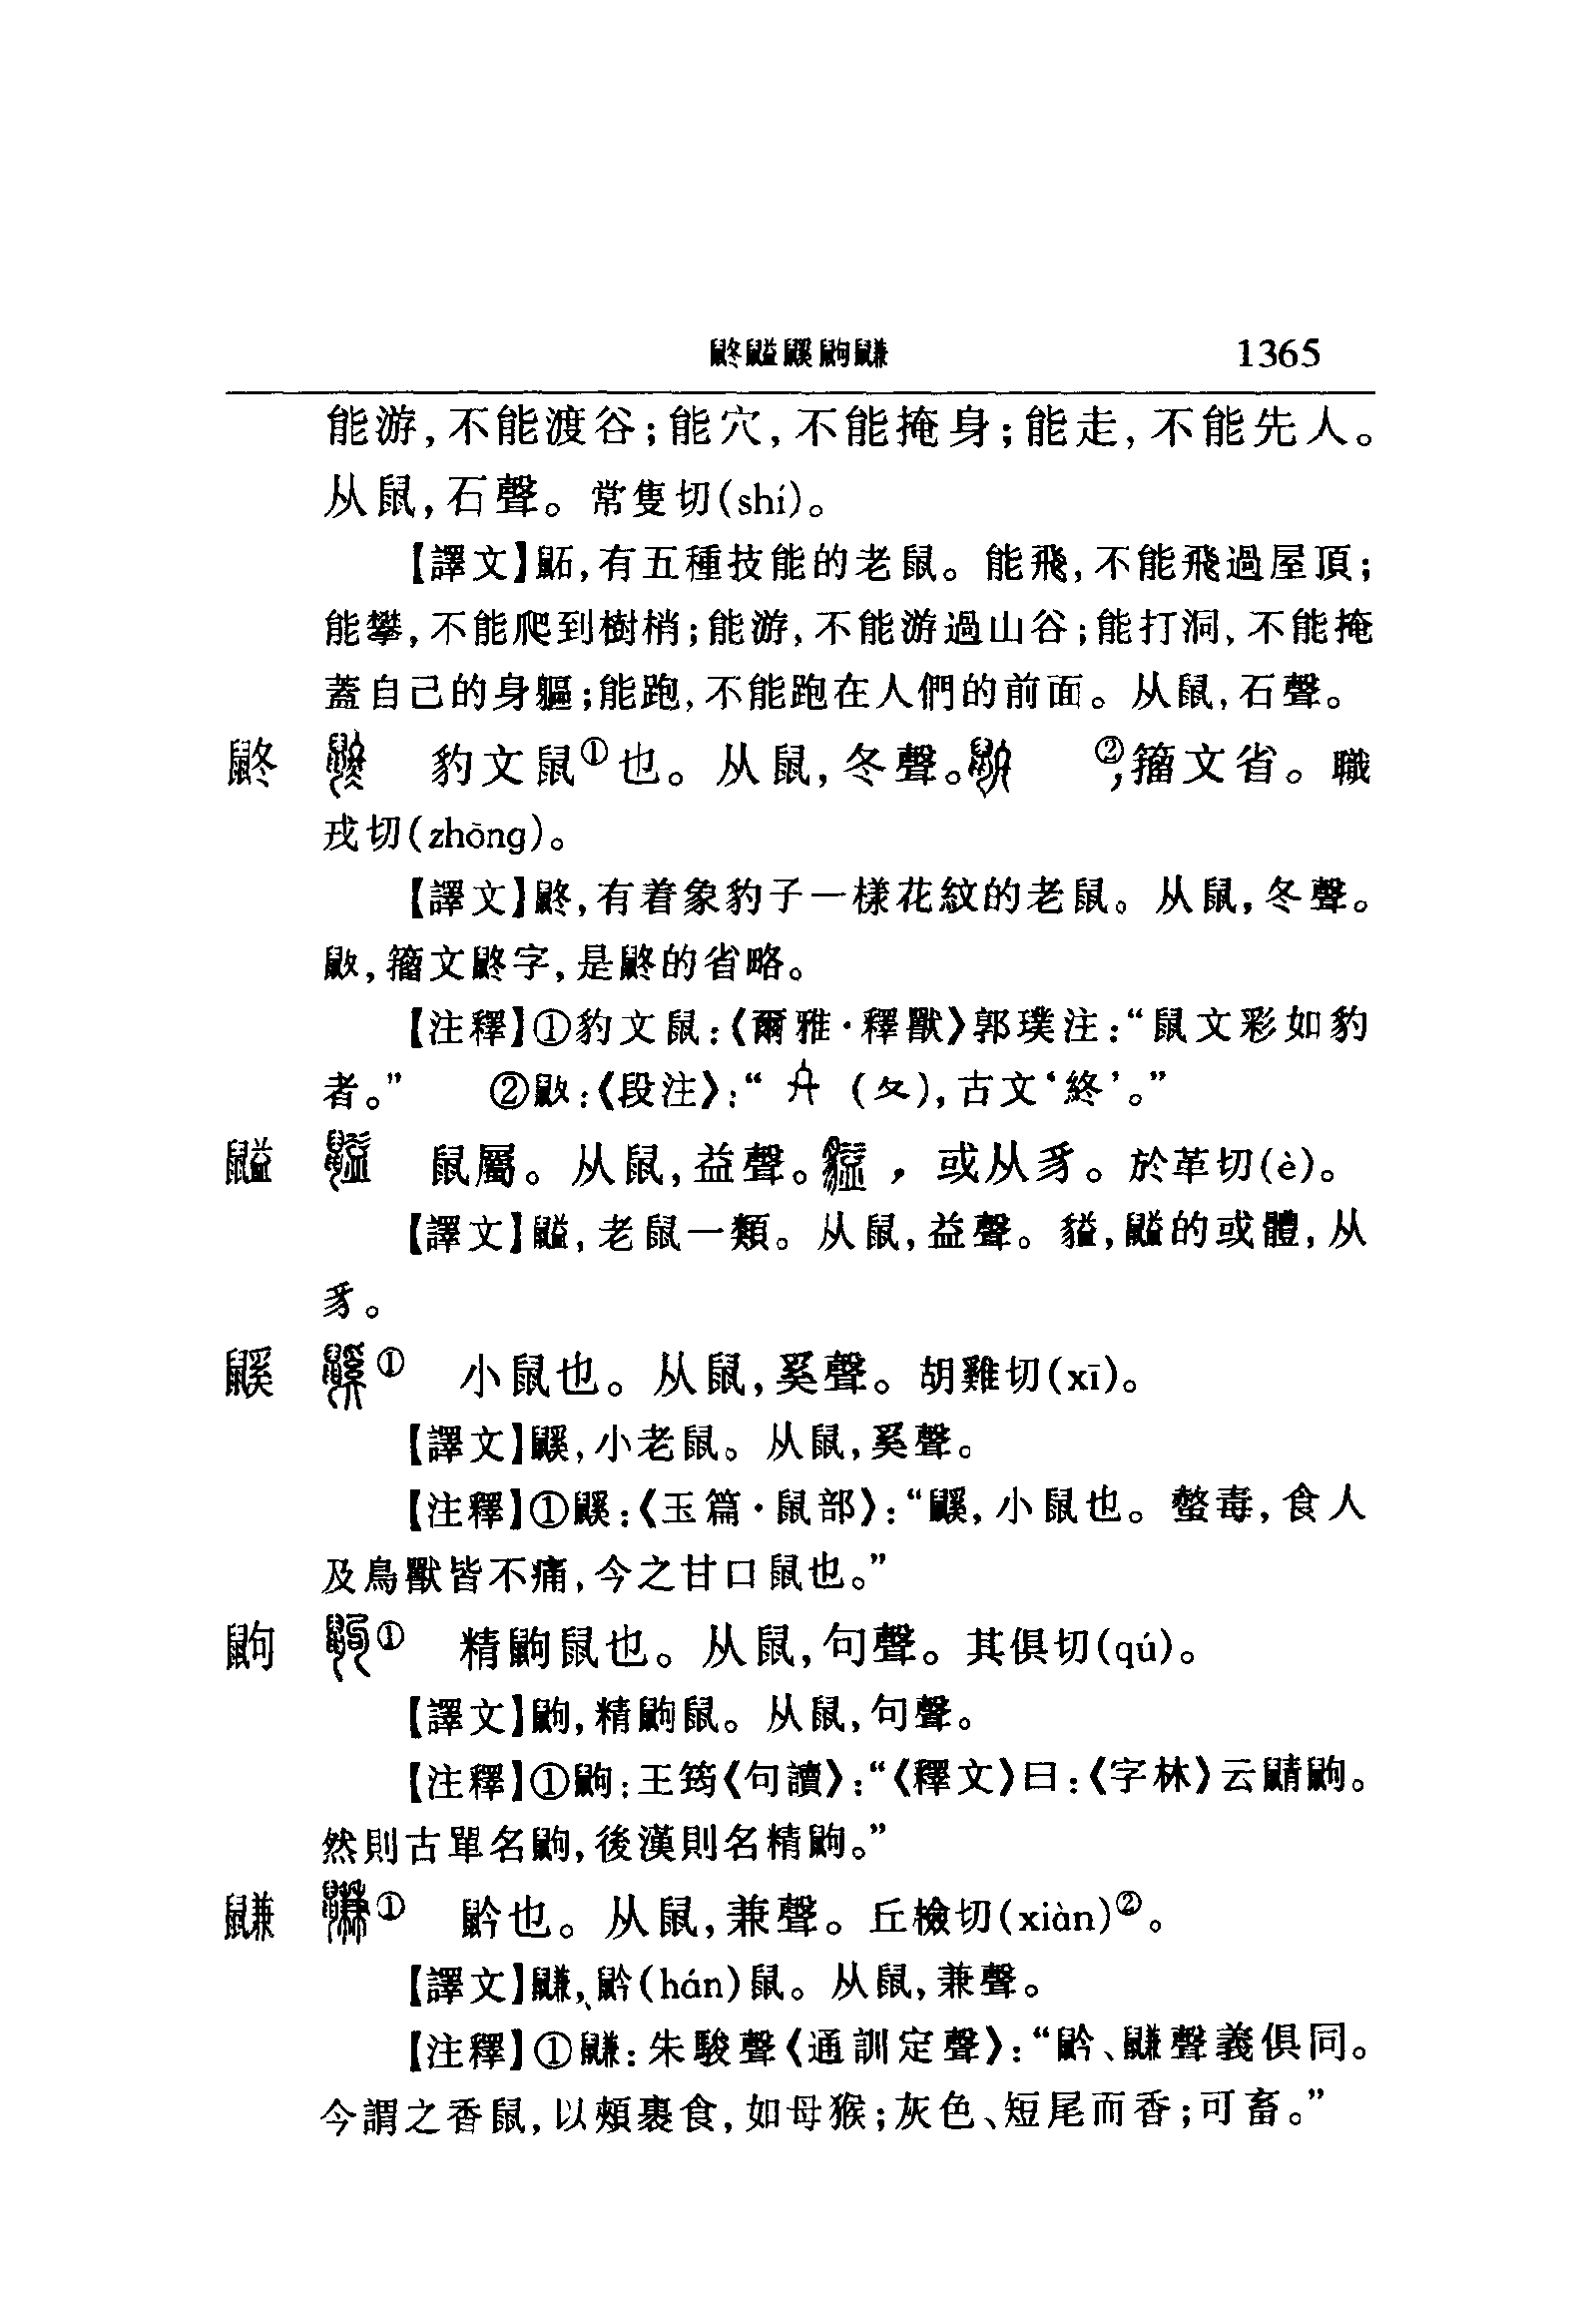 鼨䶢鼷鼩鼸 1365
能游,不能渡谷;能穴,不能掩身;能走,不能先人。
从鼠,石聲。常隻切(shí)。
【譯文】鼫,有五種技能的老鼠。能飛,不能飛過屋頂;
能攀,不能爬到樹梢;能游,不能游過山谷;能打洞,不能掩
蓋自己的身軀;能跑,不能跑在人們的前面。从鼠,石聲。
鼨 豹文鼠①也。从鼠,冬聲。②,籀文省。職
戎切(zhōng)。
【譯文】鼨,有着象豹子一樣花紋的老鼠。从鼠,冬聲。
籀文鼨字,是鼨的省略。
【注釋】①豹文鼠:《爾雅·釋獸》郭璞注:“鼠文彩如豹
者。” ②:《段注》:“(夂),古文‘終’。”
䶢 鼠屬。从鼠,益聲。,或从豸。於革切(è)。
【譯文】䶢,老鼠一類。从鼠,益聲。貖,䶢的或體,从
豸。
鼷 ① 小鼠也。从鼠,奚聲。胡雞切(xī)。
【譯文】鼷,小老鼠。从鼠,奚聲。
【注釋】①鼷:《玉篇·鼠部》:“鼷,小鼠也。螫毒,食人
及鳥獸皆不痛,今之甘口鼠也。”
鼩 ① 精鼩鼠也。从鼠,句聲。其俱切(qú)。
【譯文】鼩,精鼩鼠。从鼠,句聲。
【注釋】①鼩:王筠《句讀》:“《釋文》曰:《字林》云鼱鼩。
然則古單名鼩,後漢則名精鼩。”
鼸 ① 䶃也。从鼠,兼聲。丘檢切(xiàn)②。
【譯文】鼸,䶃(hán)鼠。从鼠,兼聲。
【注釋】①鼸:朱駿聲《通訓定聲》:“䶃、鼸聲義俱同。
今謂之香鼠,以頰裹食,如母猴;灰色、短尾而香;可畜。”